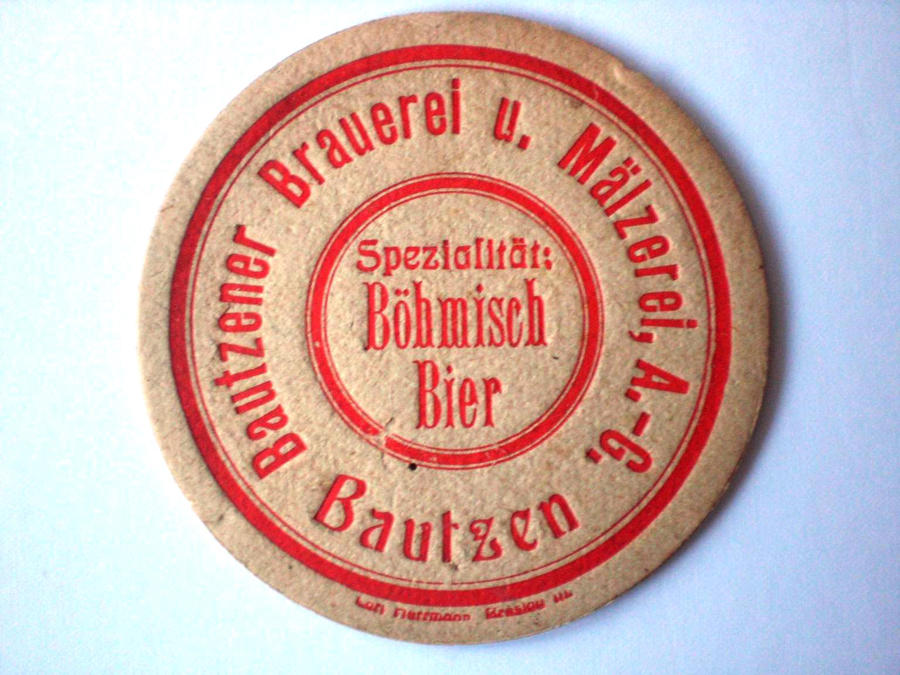 Bautzener Brauerei u. Mälzerei, A.-G.
Bautzen
Spezialität:
Böhmisch
Bier